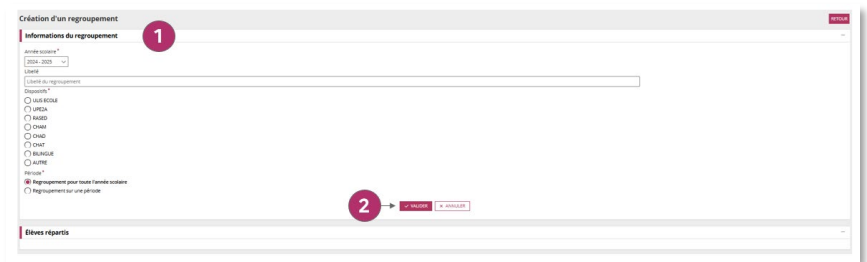 Création d'un regroupement
RETOUR
Informations du regroupement
1
Année scolaire *
2024 - 2025
Libellé
Libellé du regroupement
Dispositifs *
ULIS ECOLE
UPE2A
RASED
CHAM
CHAD
CHAT
BILINGUE
AUTRE
Période *
Regroupement pour toute l'année scolaire
Regroupement sur une période
2
VALIDER
ANNULER
Élèves répartis